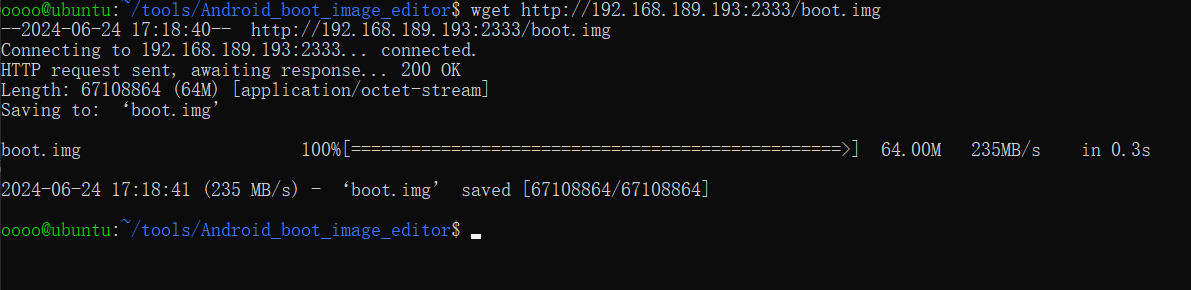 oooo@ubuntu:~/tools/Android_boot_image_editor$ wget http://192.168.189.193:2333/boot.img
--2024-06-24 17:18:40--  http://192.168.189.193:2333/boot.img
Connecting to 192.168.189.193:2333... connected.
HTTP request sent, awaiting response... 200 OK
Length: 67108864 (64M) [application/octet-stream]
Saving to: ‘boot.img’
boot.img                      100%[=================================================>]  64.00M   235MB/s    in 0.3s
2024-06-24 17:18:41 (235 MB/s) - ‘boot.img’ saved [67108864/67108864]
oooo@ubuntu:~/tools/Android_boot_image_editor$